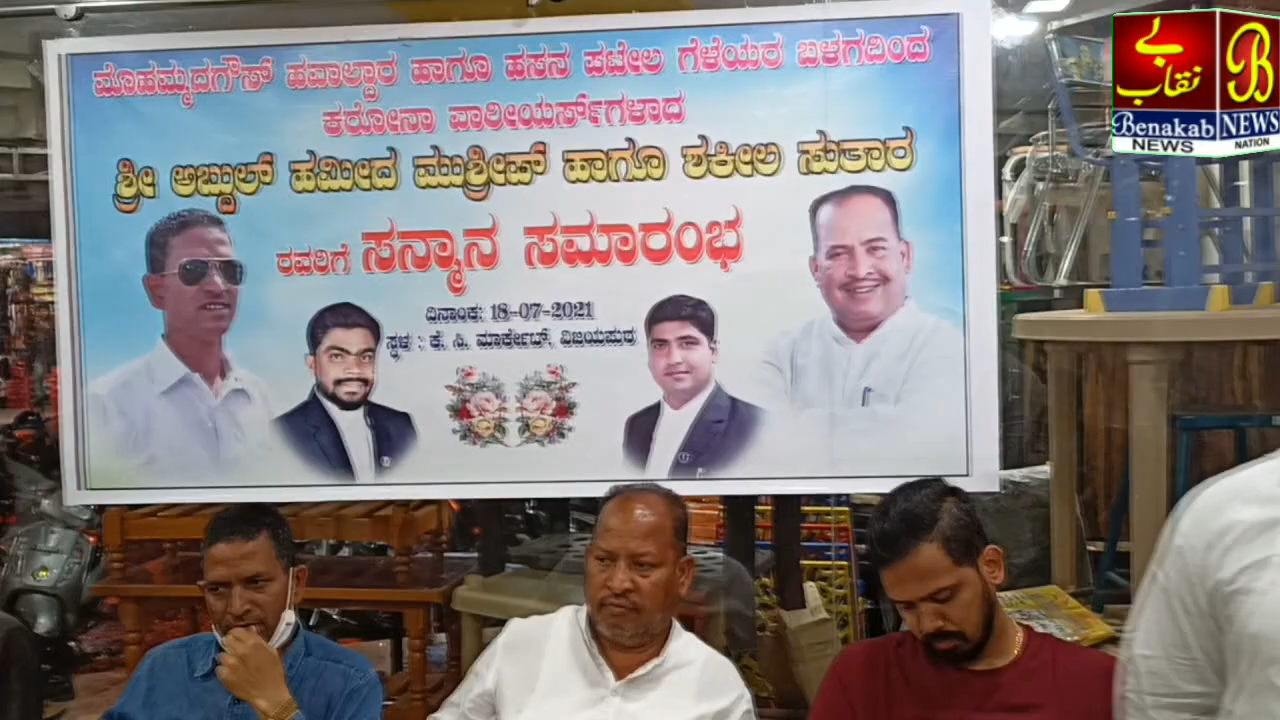 ಮೊಹಮ್ಮದಗೌಸ್ ಹವಾಲ್ದಾರ ಹಾಗೂ ಹಸನ ಪಟೇಲ ಗೆಳೆಯರ ಬಳಗದಿಂದ
ಕರೋನಾ ವಾರೀಯರ್ಸ್‌ಗಳಾದ
ಶ್ರೀ ಅಬ್ದುಲ್ ಹಮೀದ ಮುಶ್ರೀಫ್ ಹಾಗೂ ಶಕೀಲ ಸುತಾರ
ರವರಿಗೆ ಸನ್ಮಾನ ಸಮಾರಂಭ
ದಿನಾಂಕ: 18-07-2021
ಸ್ಥಳ : ಕೆ. ಸಿ. ಮಾರ್ಕೇಟ್, ವಿಜಯಪುರ
بے نقاب
B
Benakab NEWS
NEWS NATION